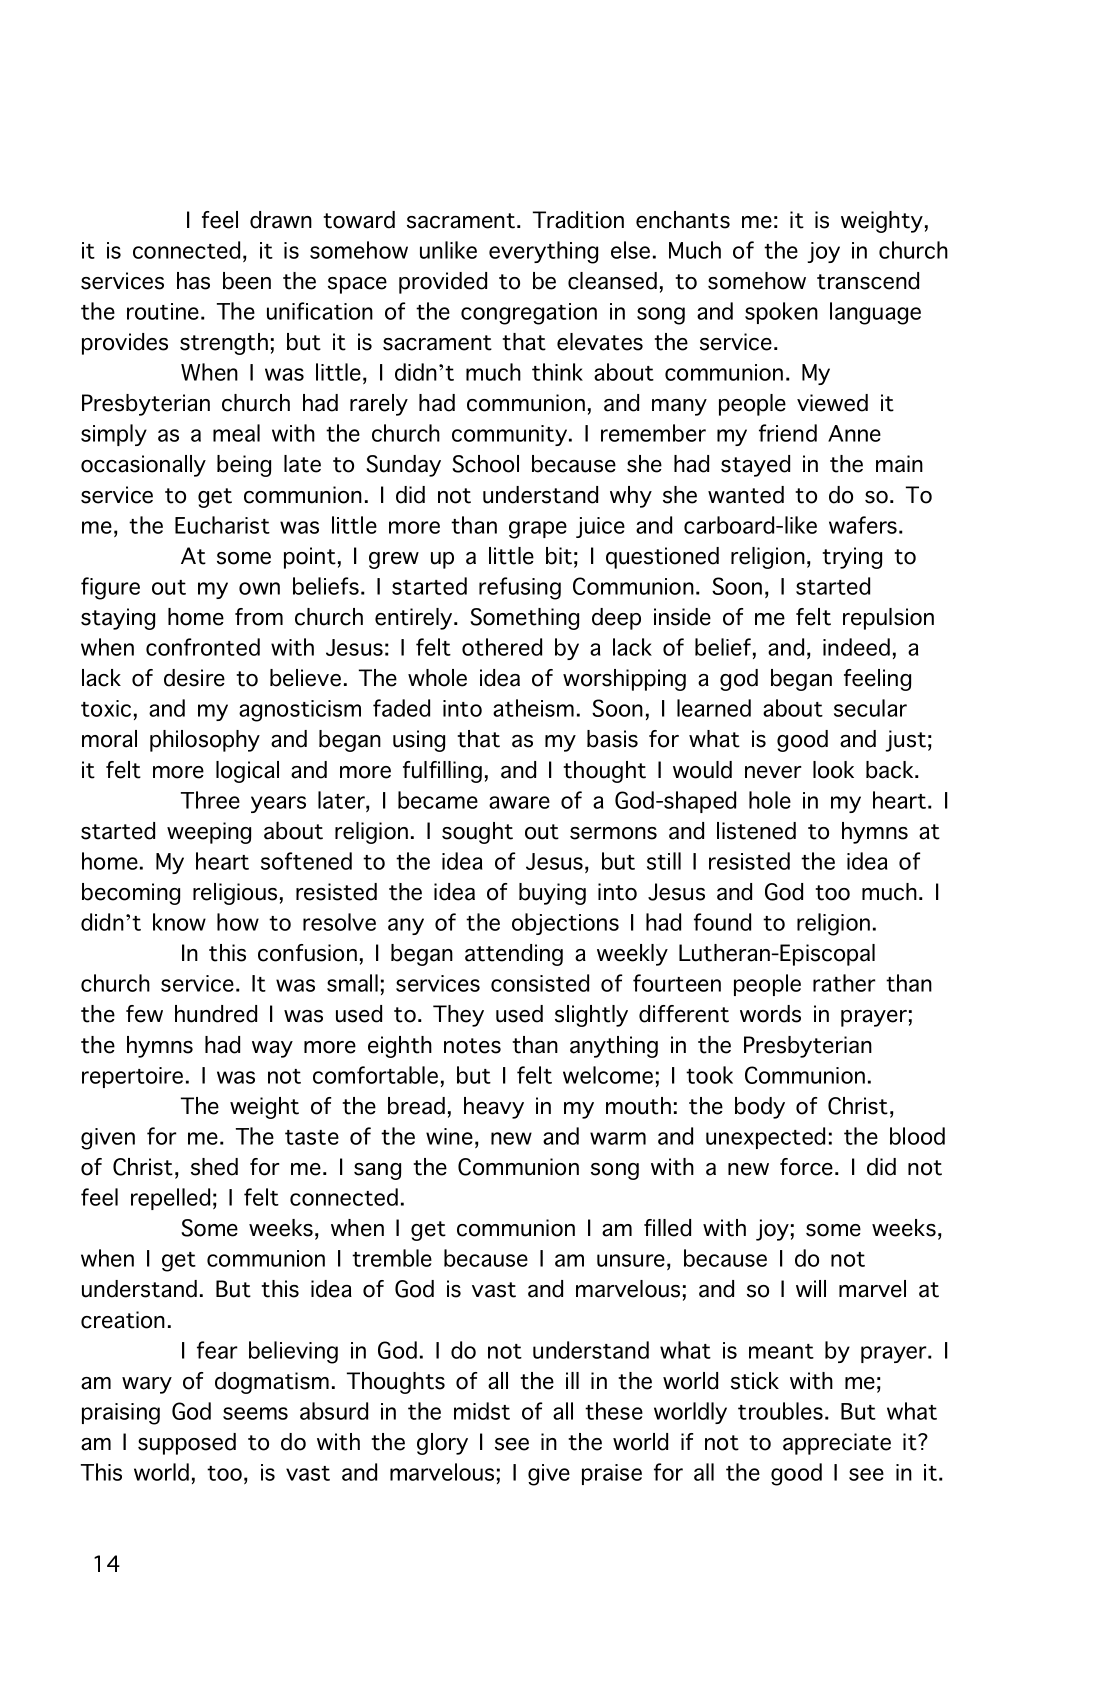 I feel drawn toward sacrament. Tradition enchants me: it is weighty,
it is connected, it is somehow unlike everything else. Much of the joy in church
services has been the space provided to be cleansed, to somehow transcend
the routine. The unification of the congregation in song and spoken language
provides strength; but it is sacrament that elevates the service.
When I was little, I didn’t much think about communion. My
Presbyterian church had rarely had communion, and many people viewed it
simply as a meal with the church community. I remember my friend Anne
occasionally being late to Sunday School because she had stayed in the main
service to get communion. I did not understand why she wanted to do so. To
me, the Eucharist was little more than grape juice and carboard-like wafers.
At some point, I grew up a little bit; I questioned religion, trying to
figure out my own beliefs. I started refusing Communion. Soon, I started
staying home from church entirely. Something deep inside of me felt repulsion
when confronted with Jesus: I felt othered by a lack of belief, and, indeed, a
lack of desire to believe. The whole idea of worshipping a god began feeling
toxic, and my agnosticism faded into atheism. Soon, I learned about secular
moral philosophy and began using that as my basis for what is good and just;
it felt more logical and more fulfilling, and I thought I would never look back.
Three years later, I became aware of a God-shaped hole in my heart. I
started weeping about religion. I sought out sermons and listened to hymns at
home. My heart softened to the idea of Jesus, but still I resisted the idea of
becoming religious, resisted the idea of buying into Jesus and God too much. I
didn’t know how to resolve any of the objections I had found to religion.
In this confusion, I began attending a weekly Lutheran-Episcopal
church service. It was small; services consisted of fourteen people rather than
the few hundred I was used to. They used slightly different words in prayer;
the hymns had way more eighth notes than anything in the Presbyterian
repertoire. I was not comfortable, but I felt welcome; I took Communion.
The weight of the bread, heavy in my mouth: the body of Christ,
given for me. The taste of the wine, new and warm and unexpected: the blood
of Christ, shed for me. I sang the Communion song with a new force. I did not
feel repelled; I felt connected.
Some weeks, when I get communion I am filled with joy; some weeks,
when I get communion I tremble because I am unsure, because I do not
understand. But this idea of God is vast and marvelous; and so I will marvel at
creation.
I fear believing in God. I do not understand what is meant by prayer. I
am wary of dogmatism. Thoughts of all the ill in the world stick with me;
praising God seems absurd in the midst of all these worldly troubles. But what
am I supposed to do with the glory I see in the world if not to appreciate it?
This world, too, is vast and marvelous; I give praise for all the good I see in it.
14